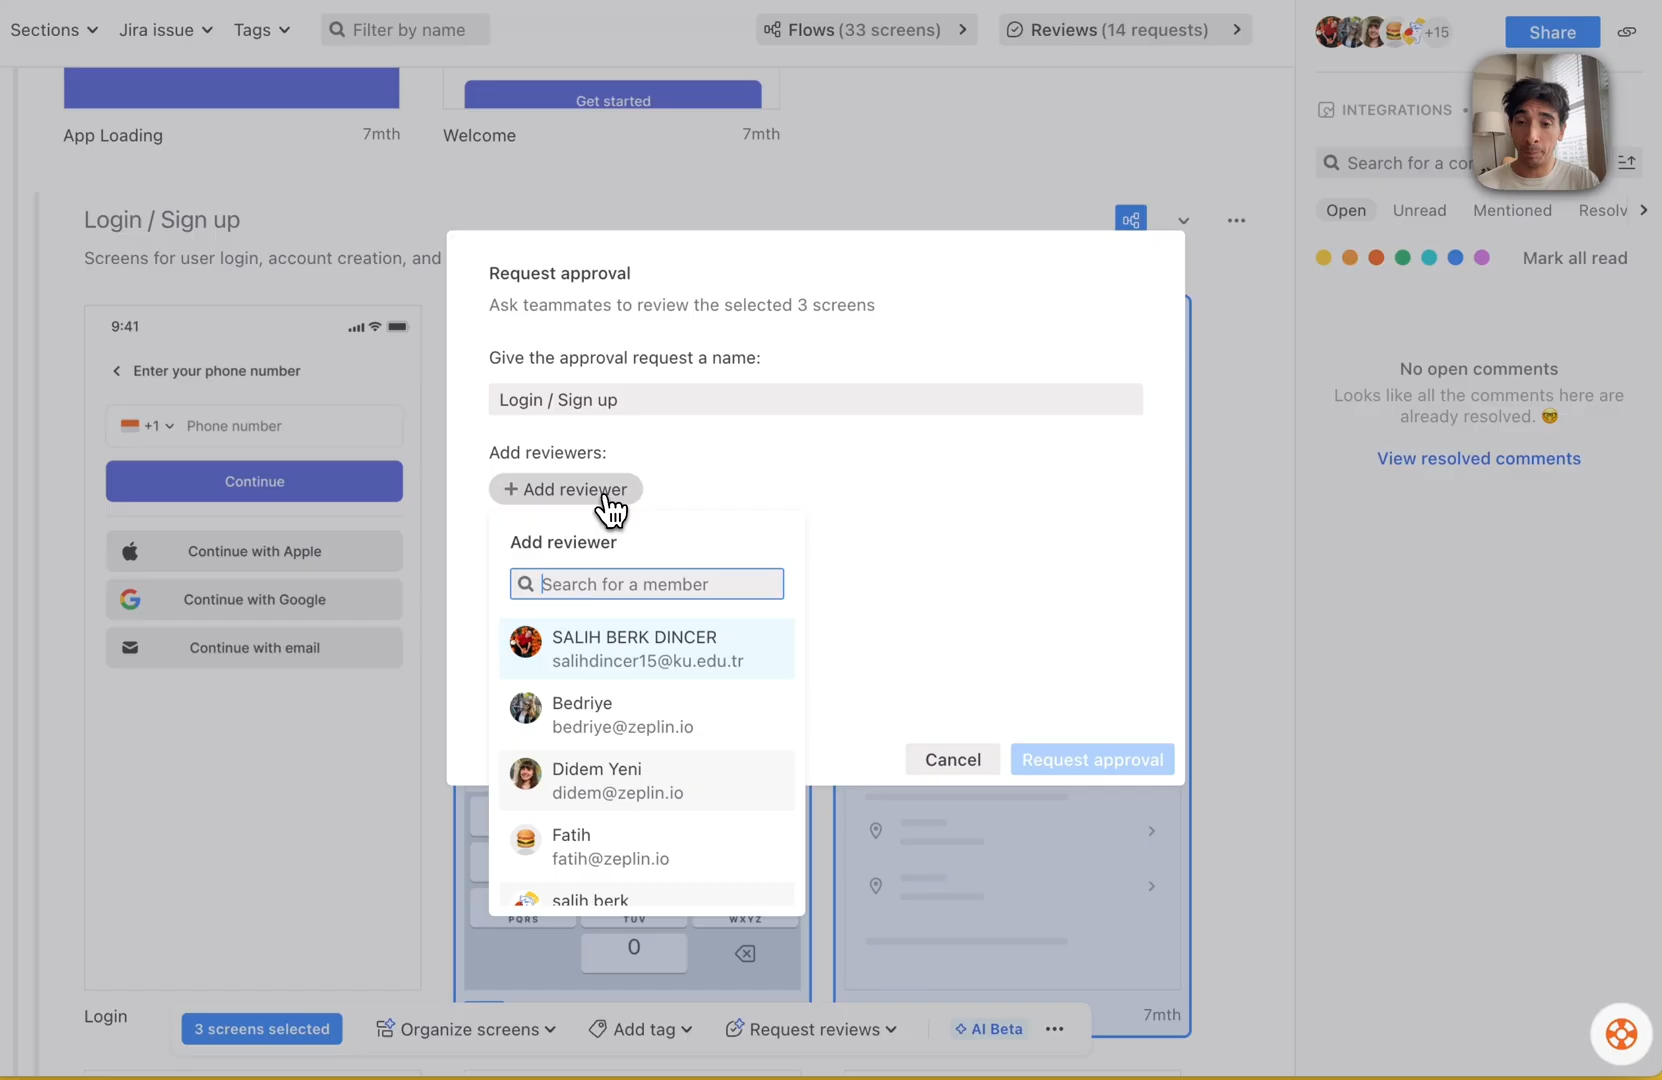 Sections
Jira issue
Tags
Filter by name
Flows (33 screens)
Reviews (14 requests)
+15
Share
INTEGRATIONS
Search for a co
Open
Unread
Mentioned
Resolv
Mark all read
No open comments
Looks like all the comments here are
already resolved. 🤓
View resolved comments
Get started
App Loading
7mth
Welcome
7mth
Login / Sign up
Screens for user login, account creation, and
9:41
Enter your phone number
+1
Phone number
Continue
Continue with Apple
Continue with Google
Continue with email
Login
Request approval
Ask teammates to review the selected 3 screens
Give the approval request a name:
Login / Sign up
Add reviewers:
+ Add reviewer
Add reviewer
Search for a member
SALIH BERK DINCER
salihdincer15@ku.edu.tr
Bedriye
bedriye@zeplin.io
Didem Yeni
didem@zeplin.io
Fatih
fatih@zeplin.io
salih berk
Cancel
Request approval
PQRS
TUV
WXYZ
0
7mth
3 screens selected
Organize screens
Add tag
Request reviews
AI Beta